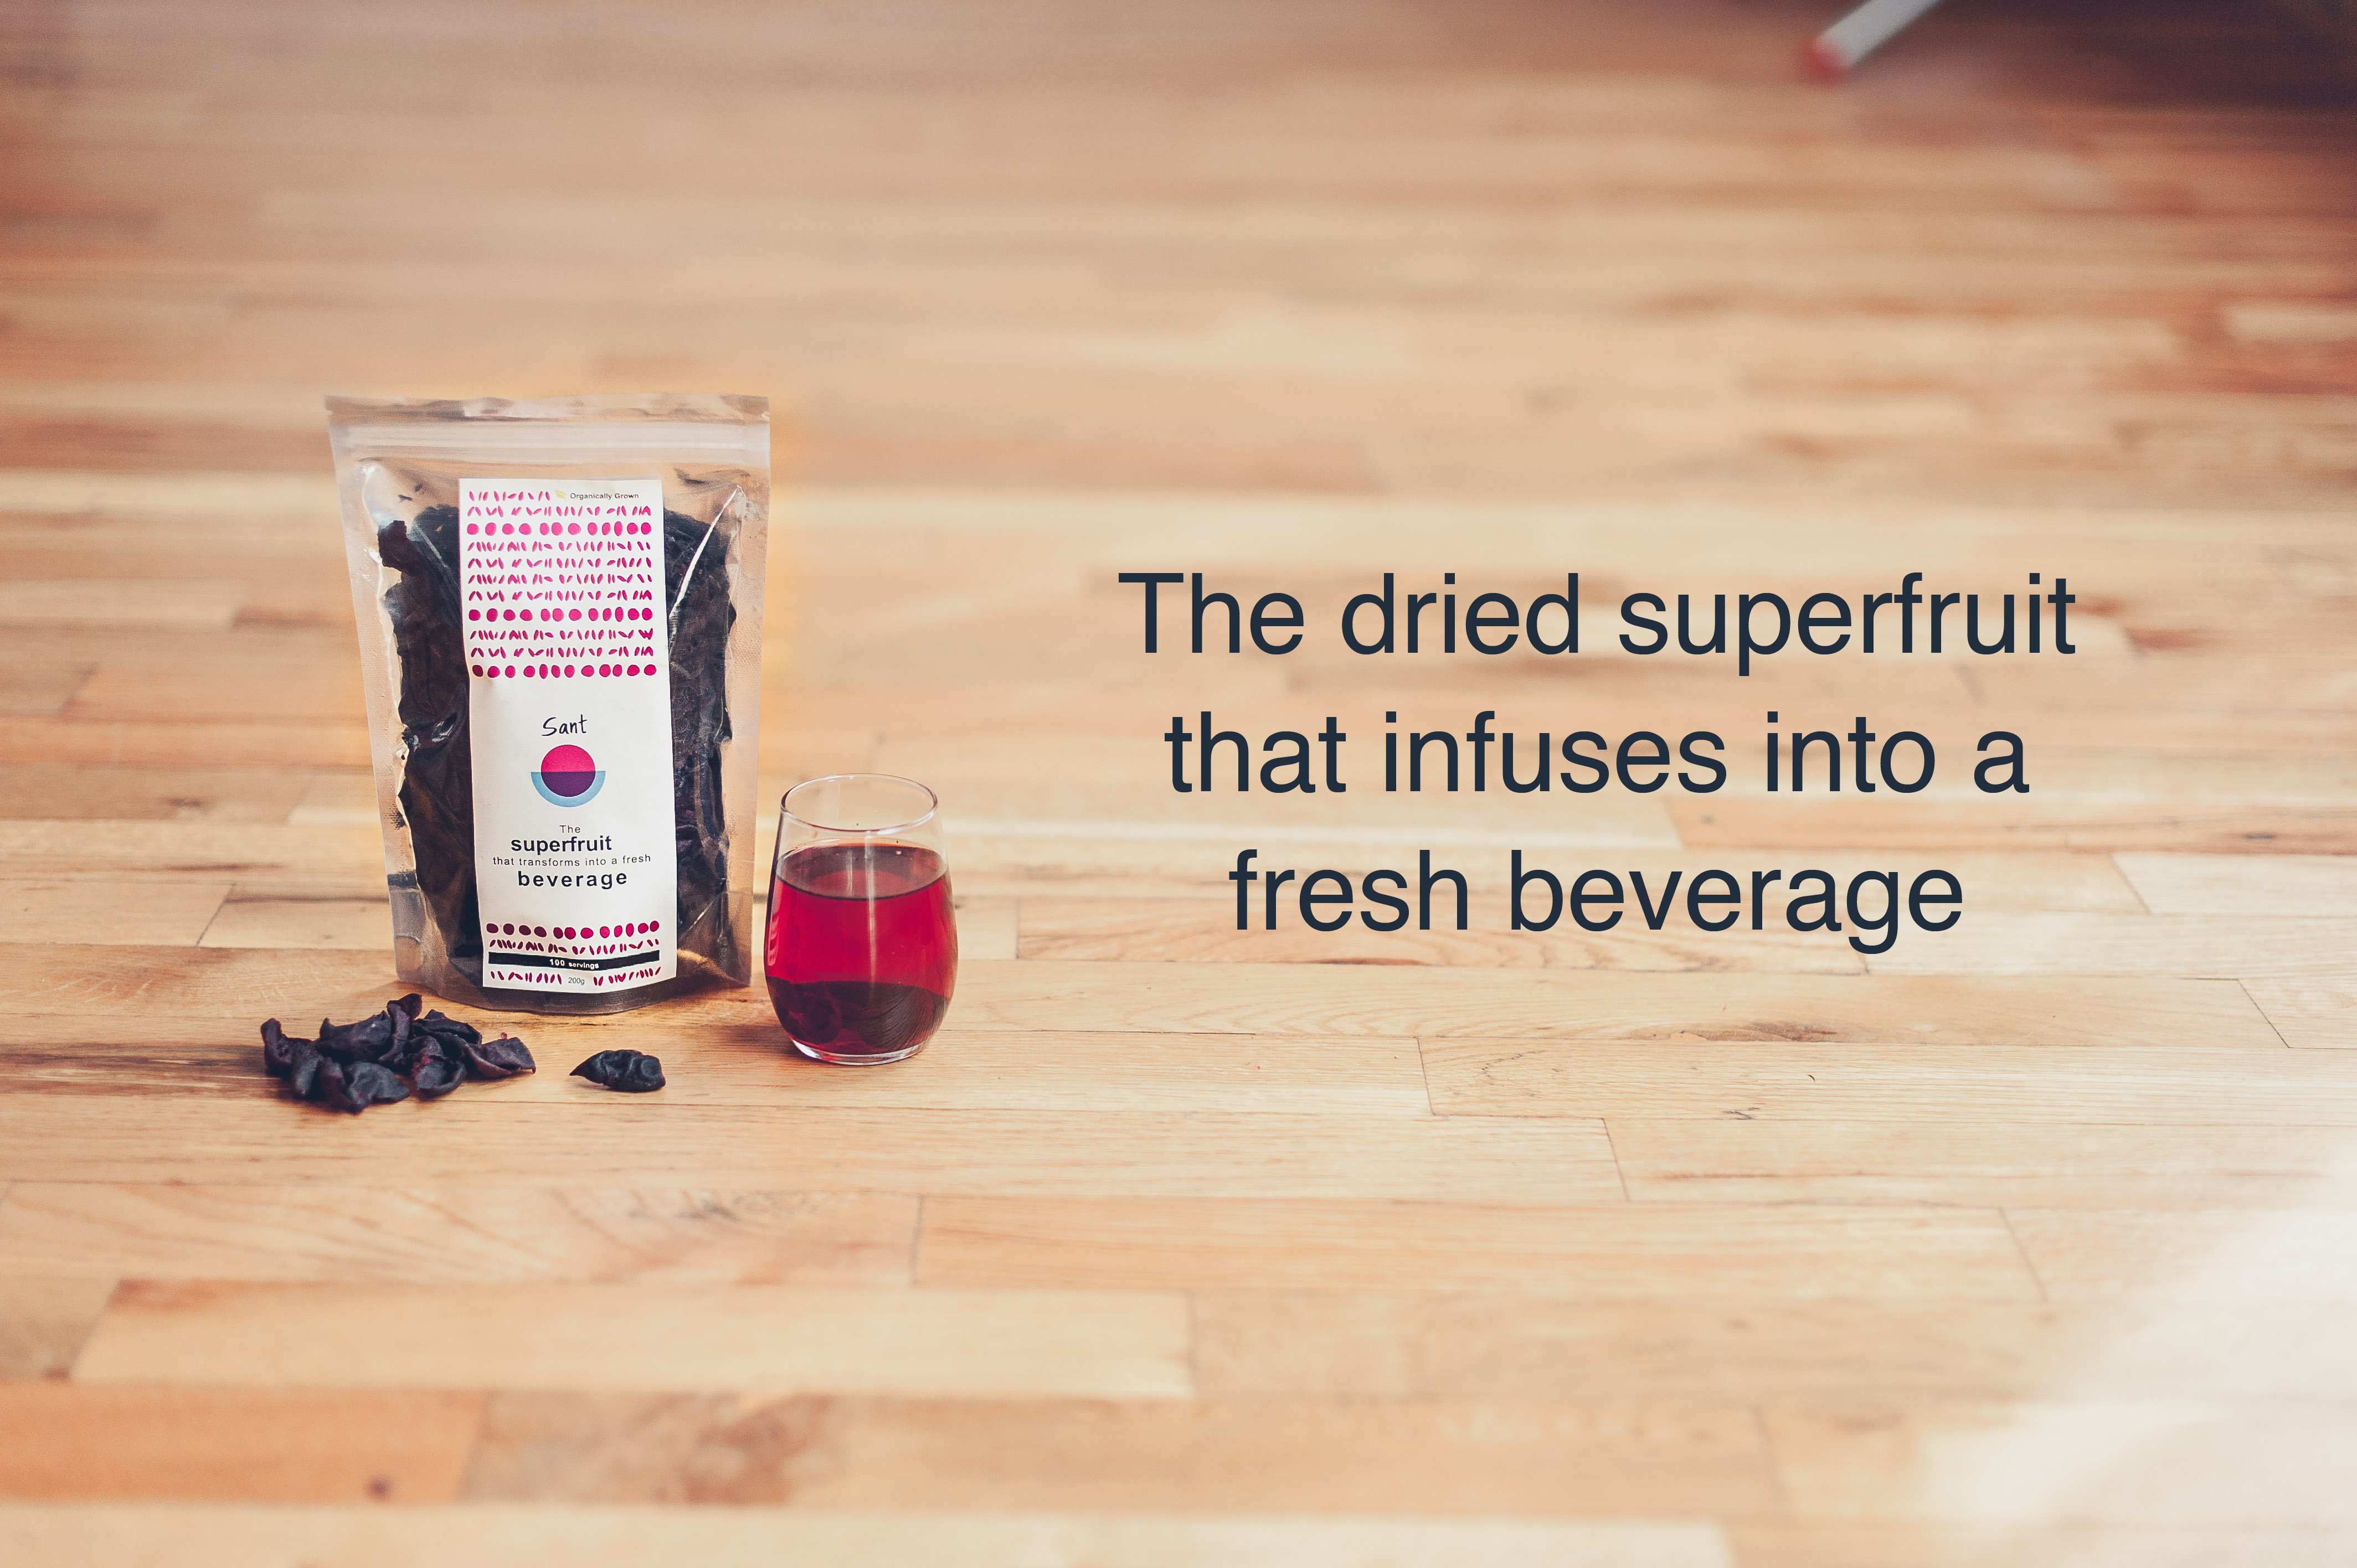 Organically Grown
Sant
The
superfruit
that transforms into a fresh
beverage
100 servings
200g
The dried superfruit
that infuses into a
fresh beverage